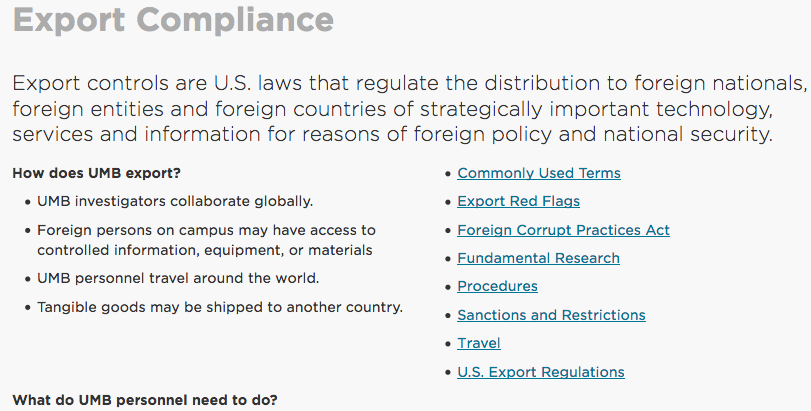 Export Compliance
Export controls are U.S. laws that regulate the distribution to foreign nationals,
foreign entities and foreign countries of strategically important technology,
services and information for reasons of foreign policy and national security.
How does UMB export?
• UMB investigators collaborate globally.
• Foreign persons on campus may have access to
controlled information, equipment, or materials
• UMB personnel travel around the world.
• Tangible goods may be shipped to another country.
• Commonly Used Terms
• Export Red Flags
• Foreign Corrupt Practices Act
• Fundamental Research
• Procedures
• Sanctions and Restrictions
• Travel
• U.S. Export Regulations
What do UMB personnel need to do?